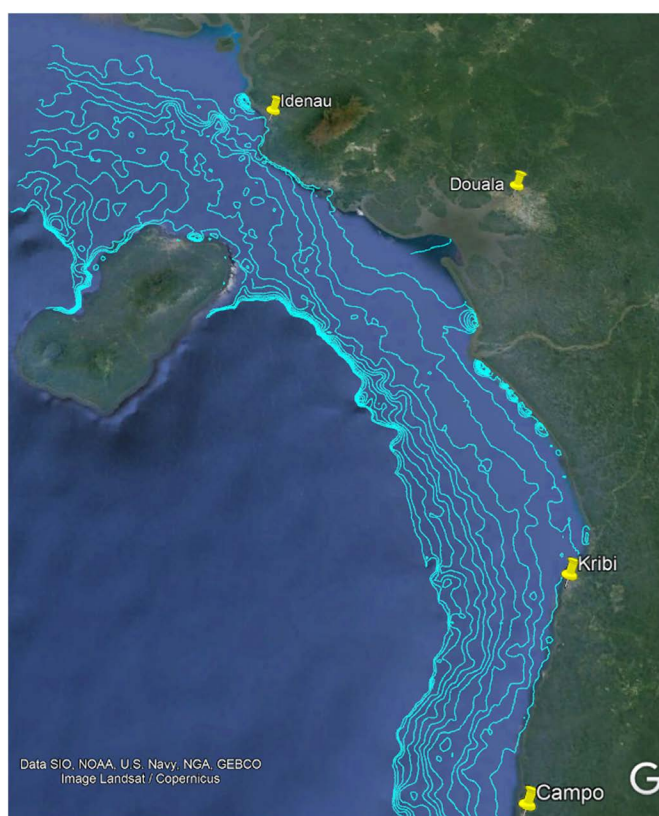 Idenau
Douala
Kribi
Data SIO, NOAA, U.S. Navy, NGA, GEBCO
Image Landsat / Copernicus
G
Campo